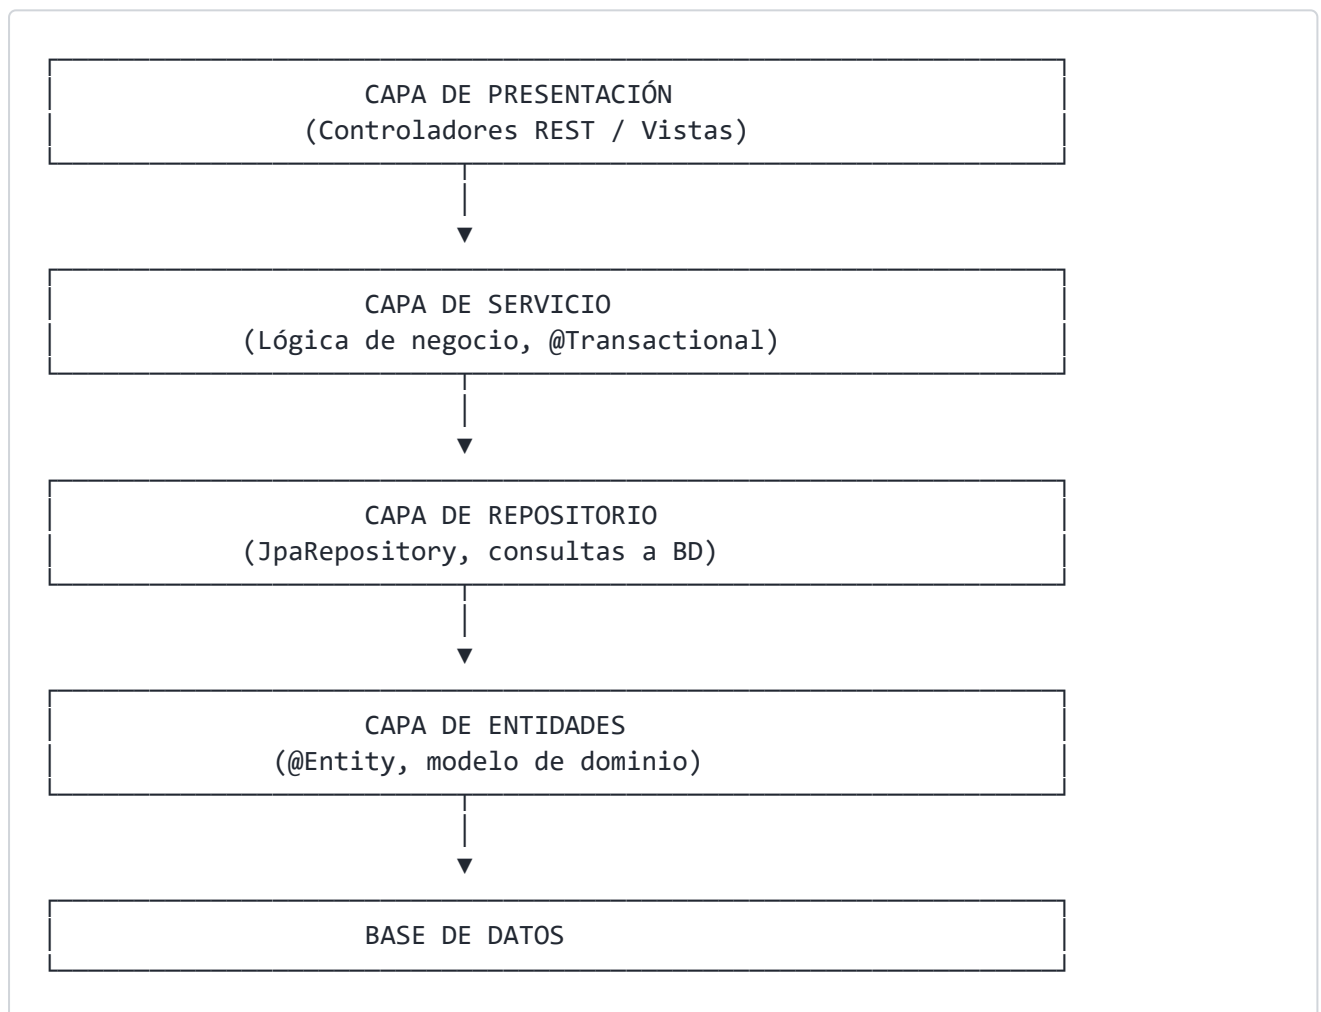 CAPA DE PRESENTACIÓN
(Controladores REST / Vistas)
CAPA DE SERVICIO
(Lógica de negocio, @Transactional)
CAPA DE REPOSITORIO
(JpaRepository, consultas a BD)
CAPA DE ENTIDADES
(@Entity, modelo de dominio)
BASE DE DATOS